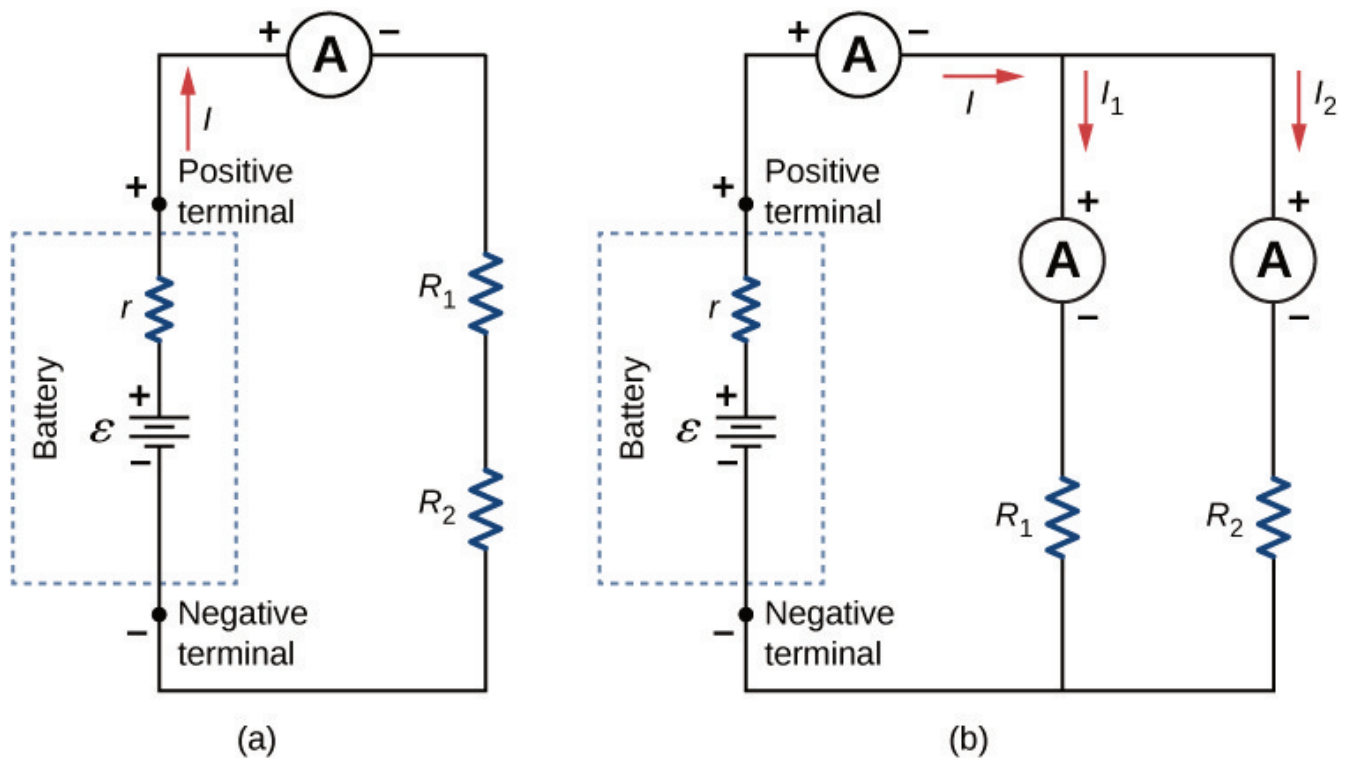 + A −
I
+ Positive
terminal
r
R1
Battery
+
ε
−
R2
Negative
− terminal
(a)
+ A −
I
I1
I2
+ Positive
terminal
+
+
A
A
−
−
r
Battery
+
ε
−
R1
R2
Negative
− terminal
(b)